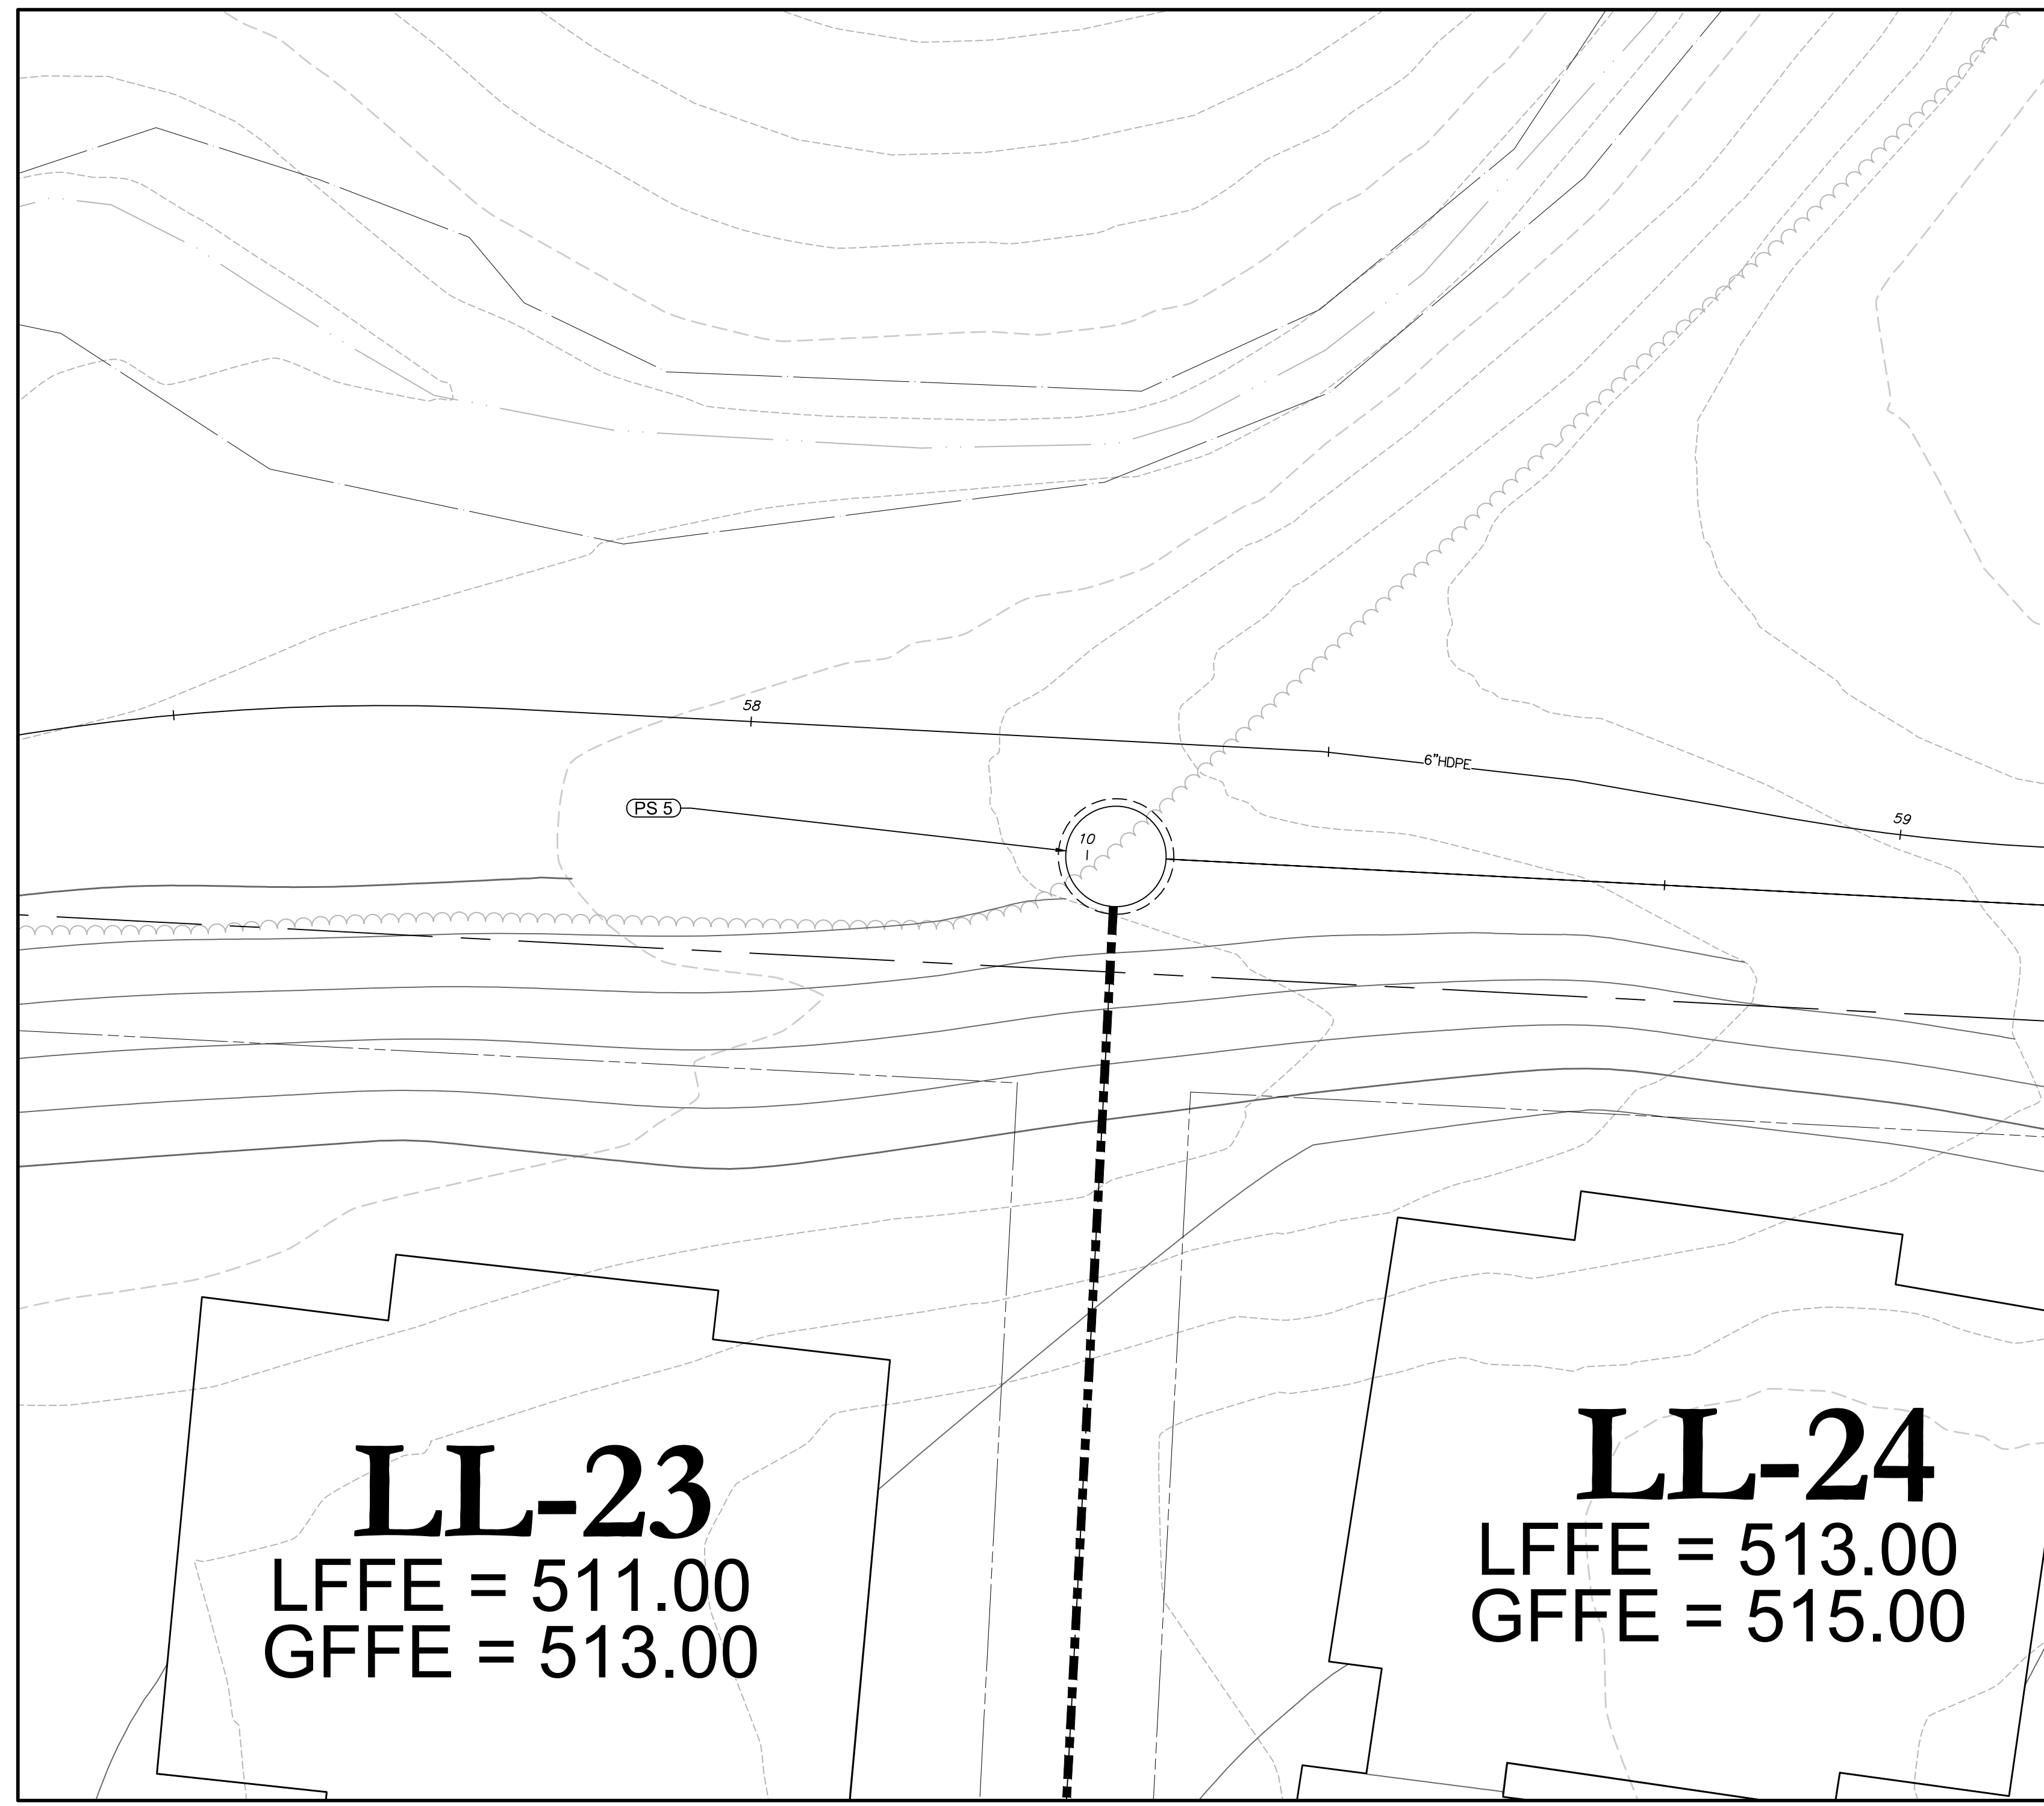 58
6"HDPE
PS 5
10
59
LL-23
LFFE = 511.00
GFFE = 513.00
LL-24
LFFE = 513.00
GFFE = 515.00